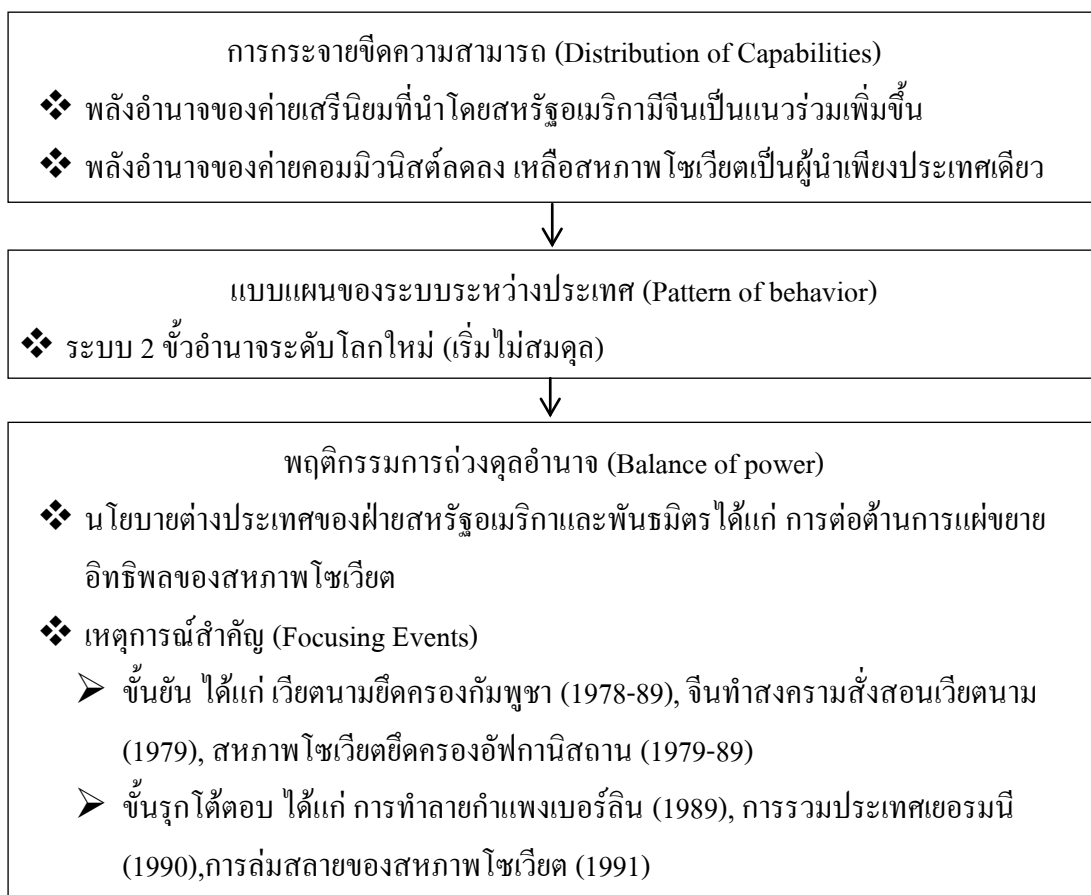 การกระจายขีดความสามารถ (Distribution of Capabilities)
❖ พลังอำนาจของค่ายเสรีนิยมที่นำโดยสหรัฐอเมริกามีจีนเป็นแนวร่วมเพิ่มขึ้น
❖ พลังอำนาจของค่ายคอมมิวนิสต์ลดลง เหลือสหภาพโซเวียตเป็นผู้นำเพียงประเทศเดียว
แบบแผนของระบบระหว่างประเทศ (Pattern of behavior)
❖ ระบบ 2 ขั้วอำนาจระดับโลกใหม่ (เริ่มไม่สมดุล)
พฤติกรรมการถ่วงดุลอำนาจ (Balance of power)
❖ นโยบายต่างประเทศของฝ่ายสหรัฐอเมริกาและพันธมิตรได้แก่ การต่อต้านการแผ่ขยาย
อิทธิพลของสหภาพโซเวียต
❖ เหตุการณ์สำคัญ (Focusing Events)
➢ ขั้นยัน ได้แก่ เวียตนามยึดครองกัมพูชา (1978-89), จีนทำสงครามสั่งสอนเวียตนาม
(1979), สหภาพโซเวียตยึดครองอัฟกานิสถาน (1979-89)
➢ ขั้นรุกโต้ตอบ ได้แก่ การทำลายกำแพงเบอร์ลิน (1989), การรวมประเทศเยอรมนี
(1990),การล่มสลายของสหภาพโซเวียต (1991)